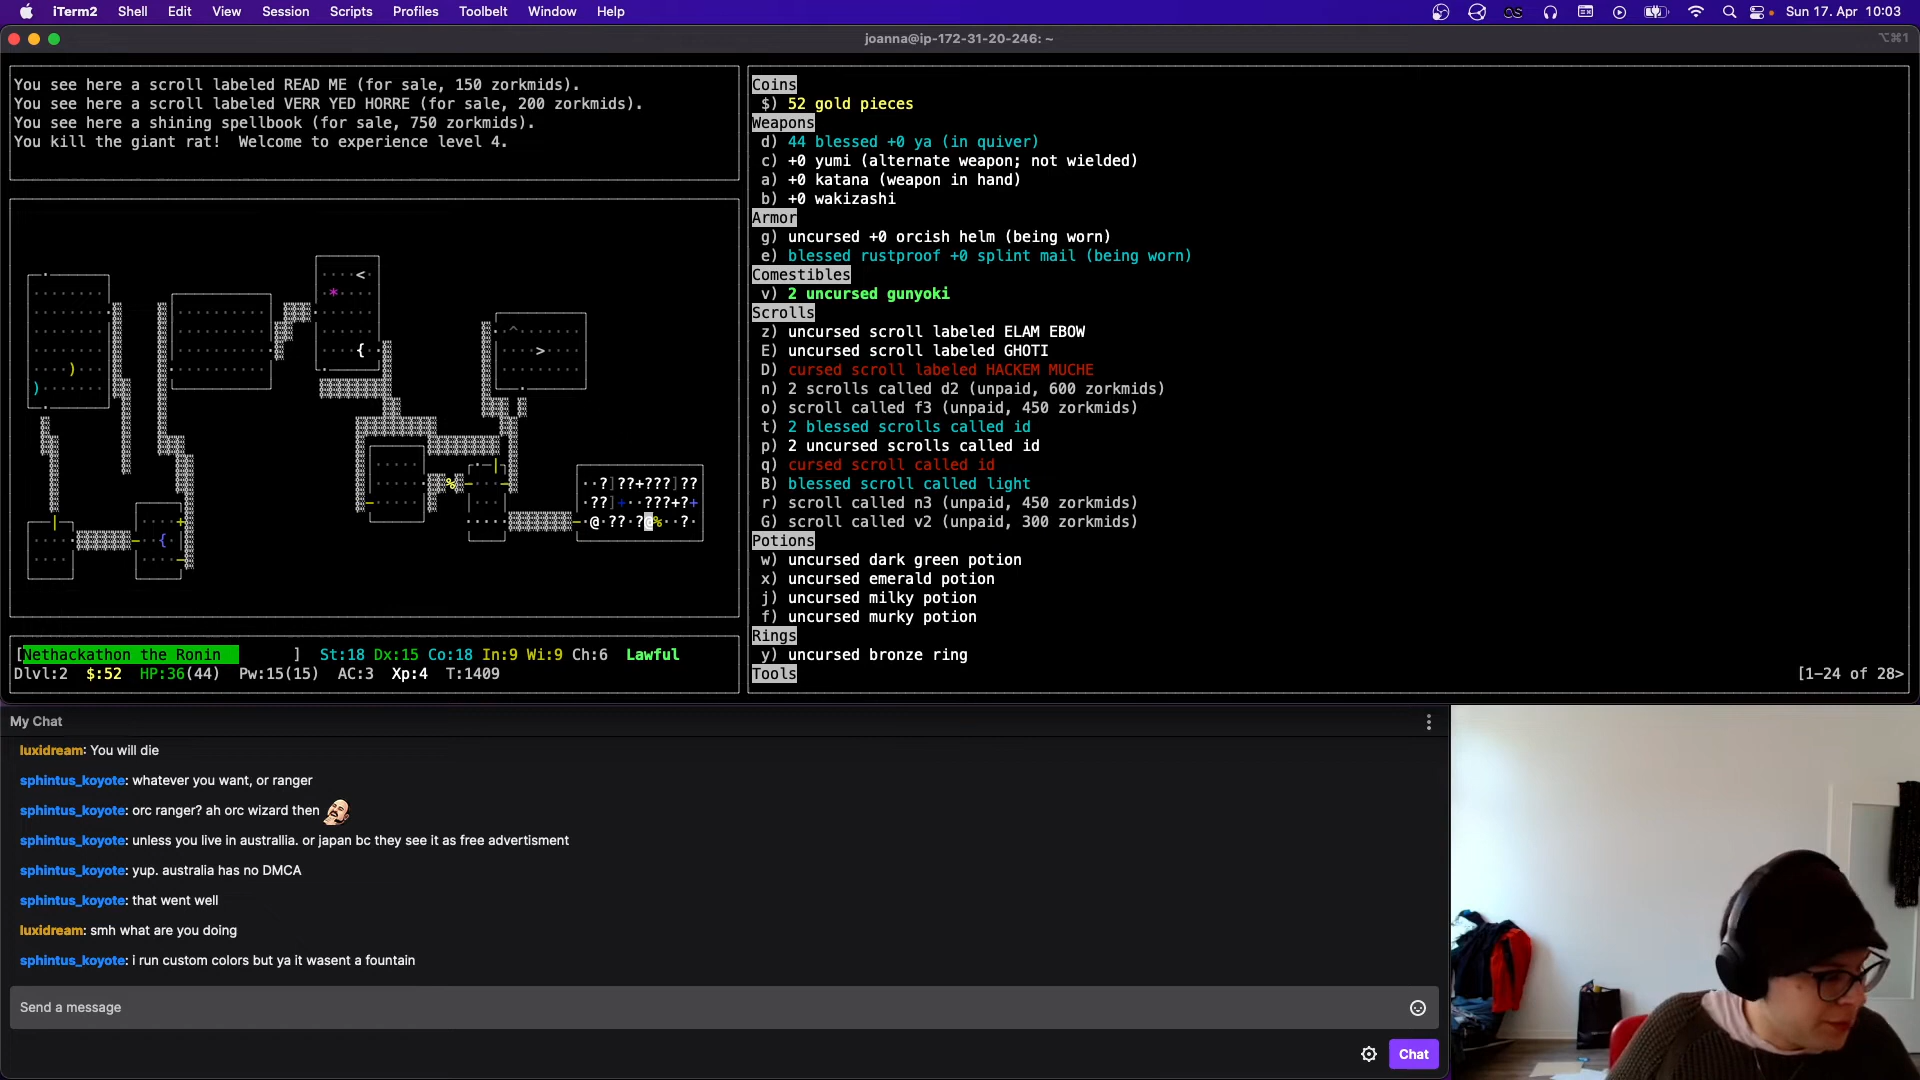 iTerm2 Shell Edit View Session Scripts Profiles Toolbelt Window Help Sun 17. Apr 10:03
joanna@ip-172-31-20-246: ~ ⌥⌘1
You see here a scroll labeled READ ME (for sale, 150 zorkmids).
You see here a scroll labeled VERR YED HORRE (for sale, 200 zorkmids).
You see here a shining spellbook (for sale, 750 zorkmids).
You kill the giant rat!  Welcome to experience level 4.
[Nethackathon the Ronin ] St:18 Dx:15 Co:18 In:9 Wi:9 Ch:6 Lawful
Dlvl:2 $:52 HP:36(44) Pw:15(15) AC:3 Xp:4 T:1409
Coins
$) 52 gold pieces
Weapons
d) 44 blessed +0 ya (in quiver)
c) +0 yumi (alternate weapon; not wielded)
a) +0 katana (weapon in hand)
b) +0 wakizashi
Armor
g) uncursed +0 orcish helm (being worn)
e) blessed rustproof +0 splint mail (being worn)
Comestibles
v) 2 uncursed gunyoki
Scrolls
z) uncursed scroll labeled ELAM EBOW
E) uncursed scroll labeled GHOTI
D) cursed scroll labeled HACKEM MUCHE
n) 2 scrolls called d2 (unpaid, 600 zorkmids)
o) scroll called f3 (unpaid, 450 zorkmids)
t) 2 blessed scrolls called id
p) 2 uncursed scrolls called id
q) cursed scroll called id
B) blessed scroll called light
r) scroll called n3 (unpaid, 450 zorkmids)
G) scroll called v2 (unpaid, 300 zorkmids)
Potions
w) uncursed dark green potion
x) uncursed emerald potion
j) uncursed milky potion
f) uncursed murky potion
Rings
y) uncursed bronze ring
Tools [1-24 of 28>
My Chat
luxidream: You will die
sphintus_koyote: whatever you want, or ranger
sphintus_koyote: orc ranger? ah orc wizard then
sphintus_koyote: unless you live in australlia. or japan bc they see it as free advertisment
sphintus_koyote: yup. australia has no DMCA
sphintus_koyote: that went well
luxidream: smh what are you doing
sphintus_koyote: i run custom colors but ya it wasent a fountain
Send a message
Chat